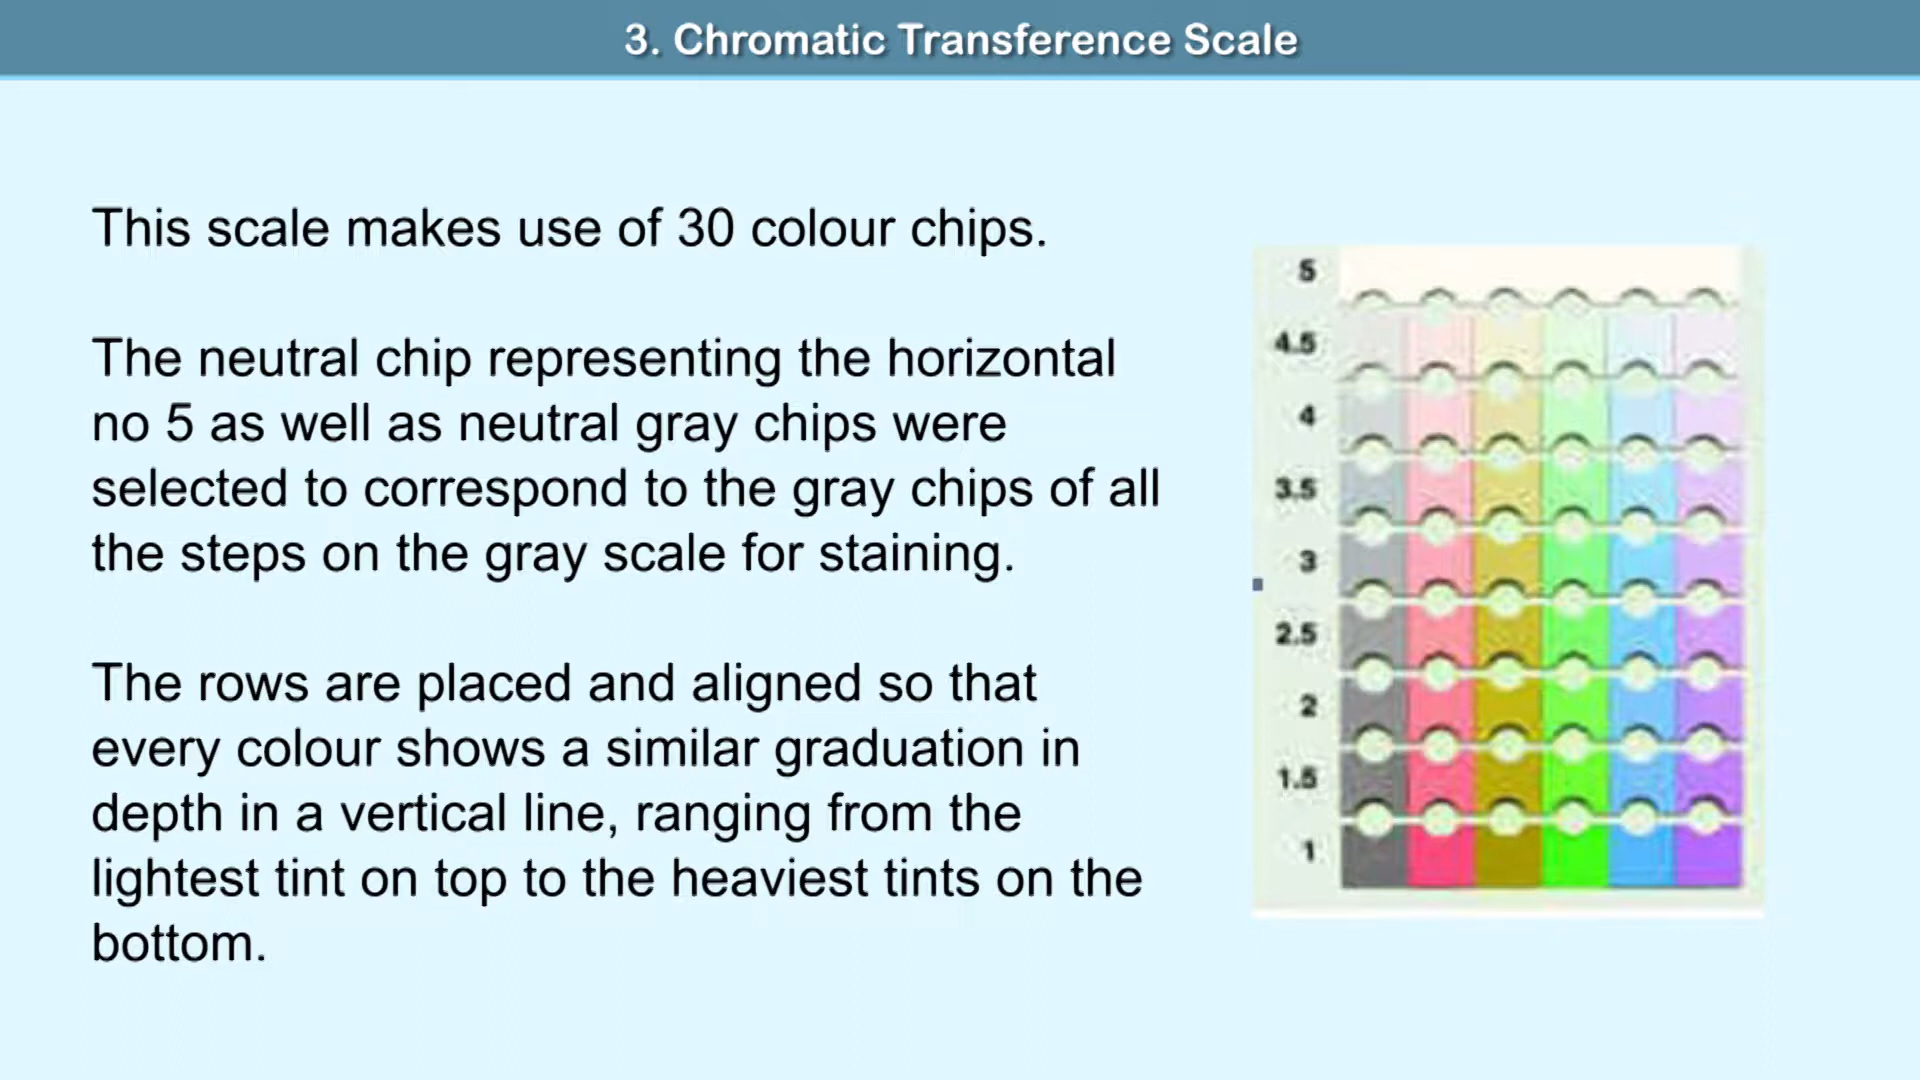 3. Chromatic Transference Scale
This scale makes use of 30 colour chips.
The neutral chip representing the horizontal
no 5 as well as neutral gray chips were
selected to correspond to the gray chips of all
the steps on the gray scale for staining.
The rows are placed and aligned so that
every colour shows a similar graduation in
depth in a vertical line, ranging from the
lightest tint on top to the heaviest tints on the
bottom.
5
4.5
4
3.5
3
2.5
2
1.5
1